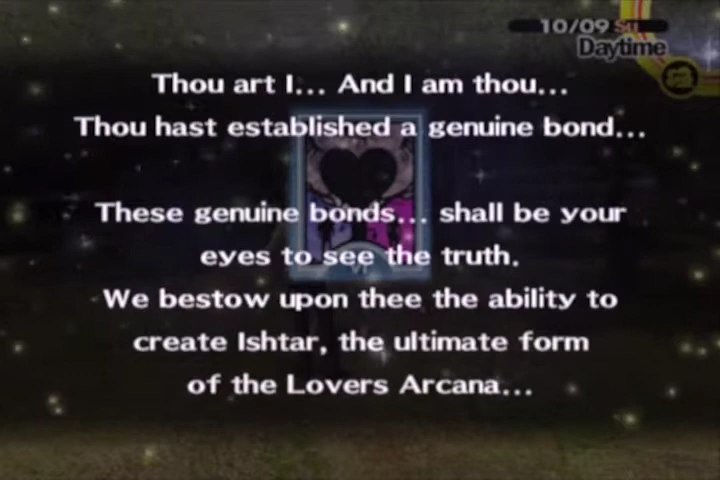 10/09 SU
Daytime
Thou art I... And I am thou...
Thou hast established a genuine bond...
These genuine bonds... shall be your
eyes to see the truth.
We bestow upon thee the ability to
create Ishtar, the ultimate form
of the Lovers Arcana...
VI